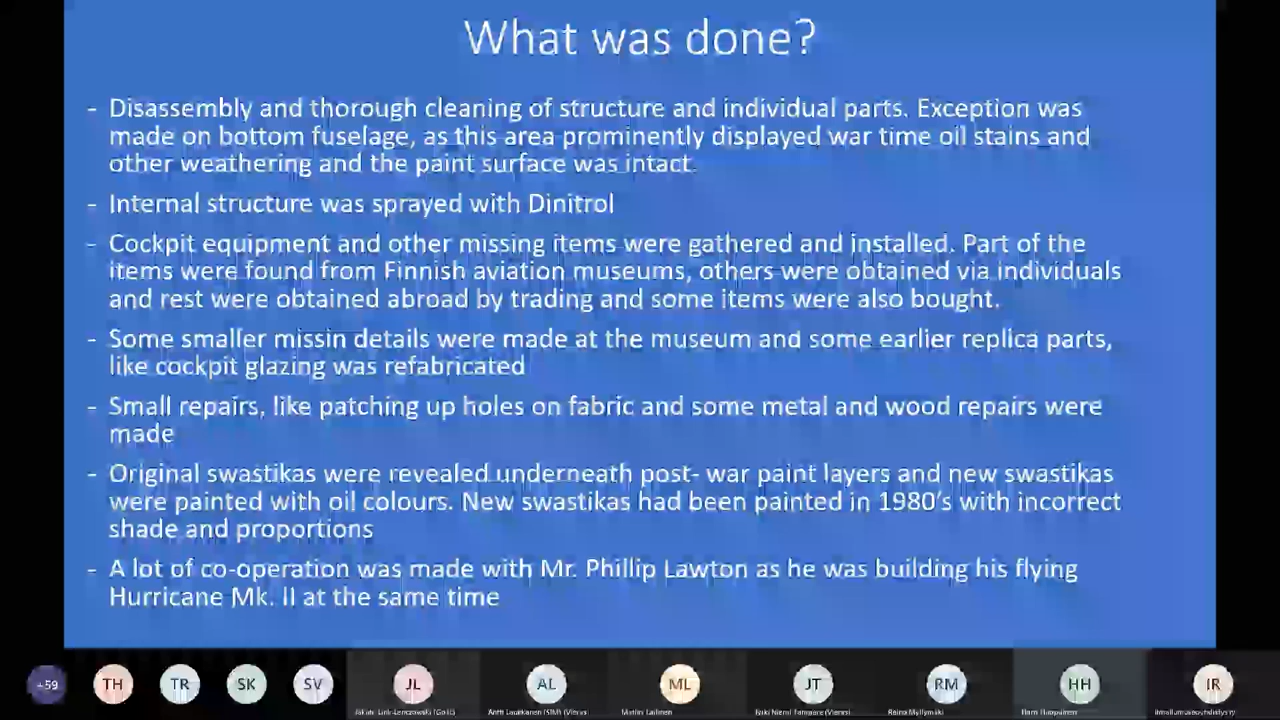 What was done?
- Disassembly and thorough cleaning of structure and individual parts. Exception was
made on bottom fuselage, as this area prominently displayed war time oil stains and
other weathering and the paint surface was intact.
- Internal structure was sprayed with Dinitrol
- Cockpit equipment and other missing items were gathered and installed. Part of the
items were found from Finnish aviation museums, others were obtained via individuals
and rest were obtained abroad by trading and some items were also bought.
- Some smaller missin details were made at the museum and some earlier replica parts,
like cockpit glazing was refabricated
- Small repairs, like patching up holes on fabric and some metal and wood repairs were
made
- Original swastikas were revealed underneath post- war paint layers and new swastikas
were painted with oil colours. New swastikas had been painted in 1980's with incorrect
shade and proportions
- A lot of co-operation was made with Mr. Phillip Lawton as he was building his flying
Hurricane Mk. II at the same time
+59 TH TR SK SV JL AL ML JT RM HH IR